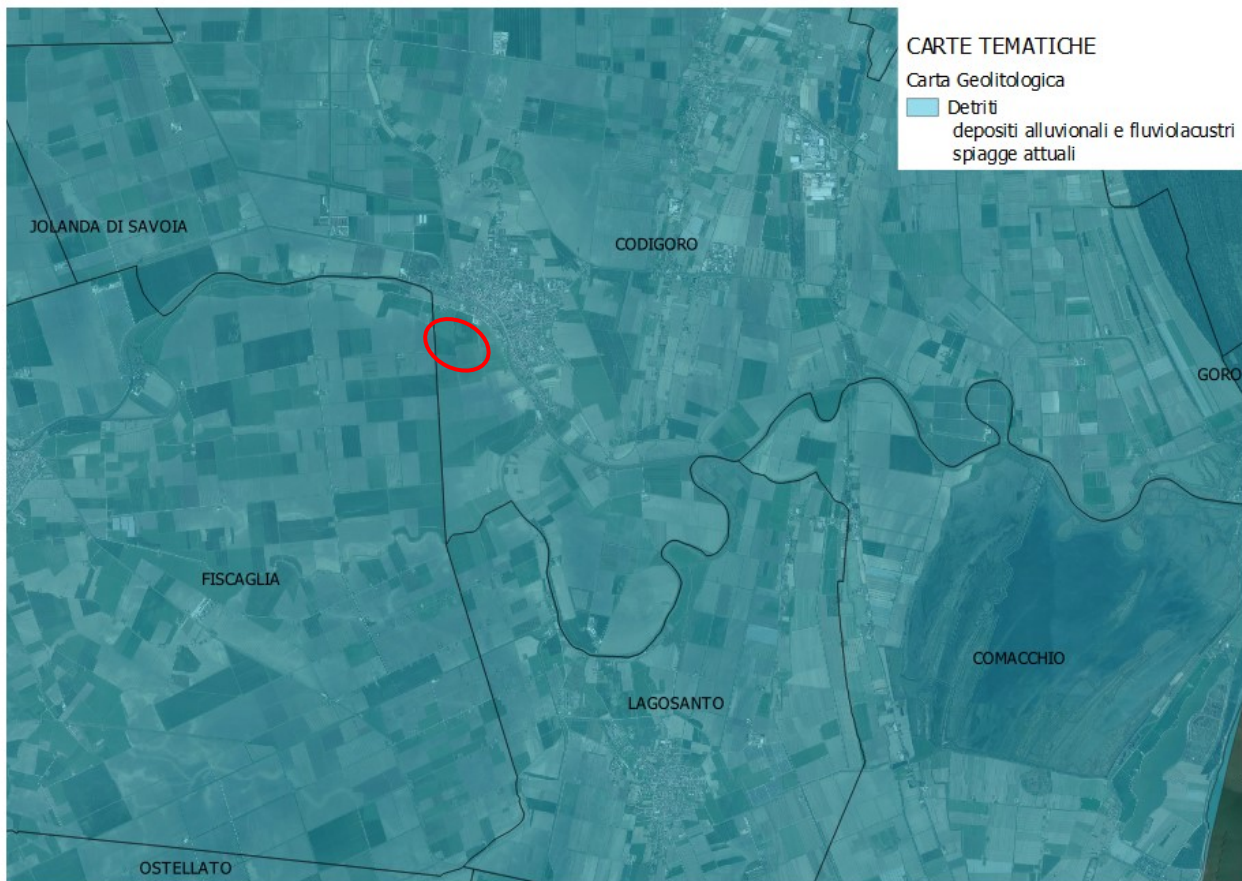 CARTE TEMATICHE
Carta Geolitologica
Detriti
depositi alluvionali e fluviolacustri
spiagge attuali
JOLANDA DI SAVOIA
CODIGORO
GORO
FISCAGLIA
COMACCHIO
LAGOSANTO
OSTELLATO